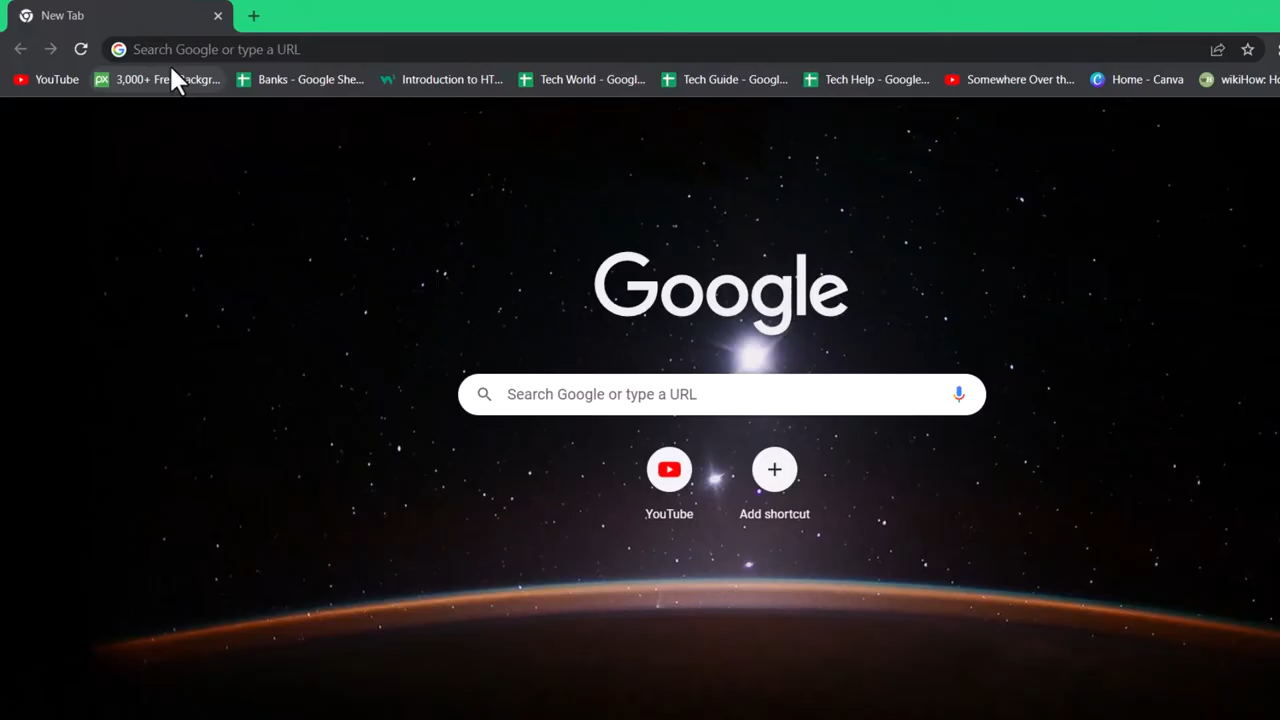 New Tab
Search Google or type a URL
YouTube
3,000+ Fre ackgr...
Banks - Google She...
Introduction to HT...
Tech World - Googl...
Tech Guide - Googl...
Tech Help - Google...
Somewhere Over th...
Home - Canva
wikiHow: Ho
Google
Search Google or type a URL
YouTube
Add shortcut